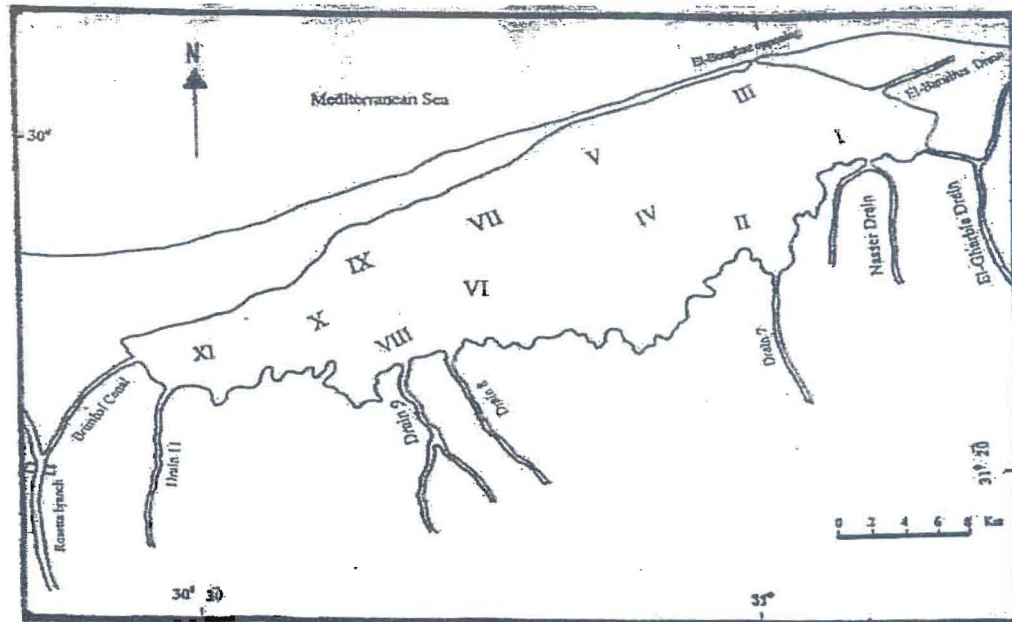 N
Mediterranean Sea
El-Boughaz opening
El-Burullus Drain
30°
III
I
V
VII
IV
II
IX
VI
X
VIII
XI
Nasser Drain
El-Gharbia Drain
Drain 7
Drain 8
Drain 9
Drain 11
Brimbal Canal
Rosetta branch
31° 20
0 2 4 6 8 Km
30° 30
31°